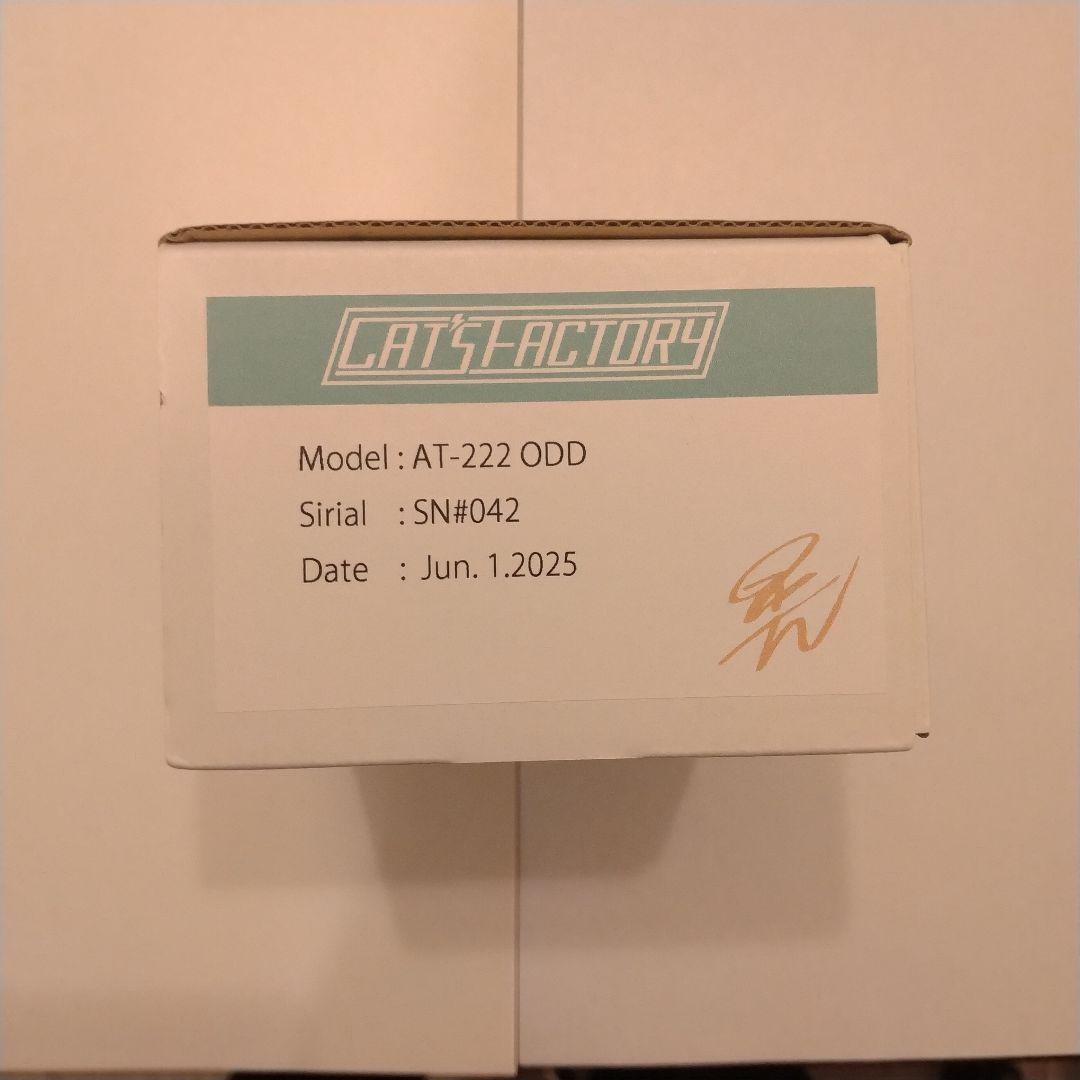 CAT'S FACTORY
Model : AT-222 ODD
Sirial : SN#042
Date : Jun. 1.2025